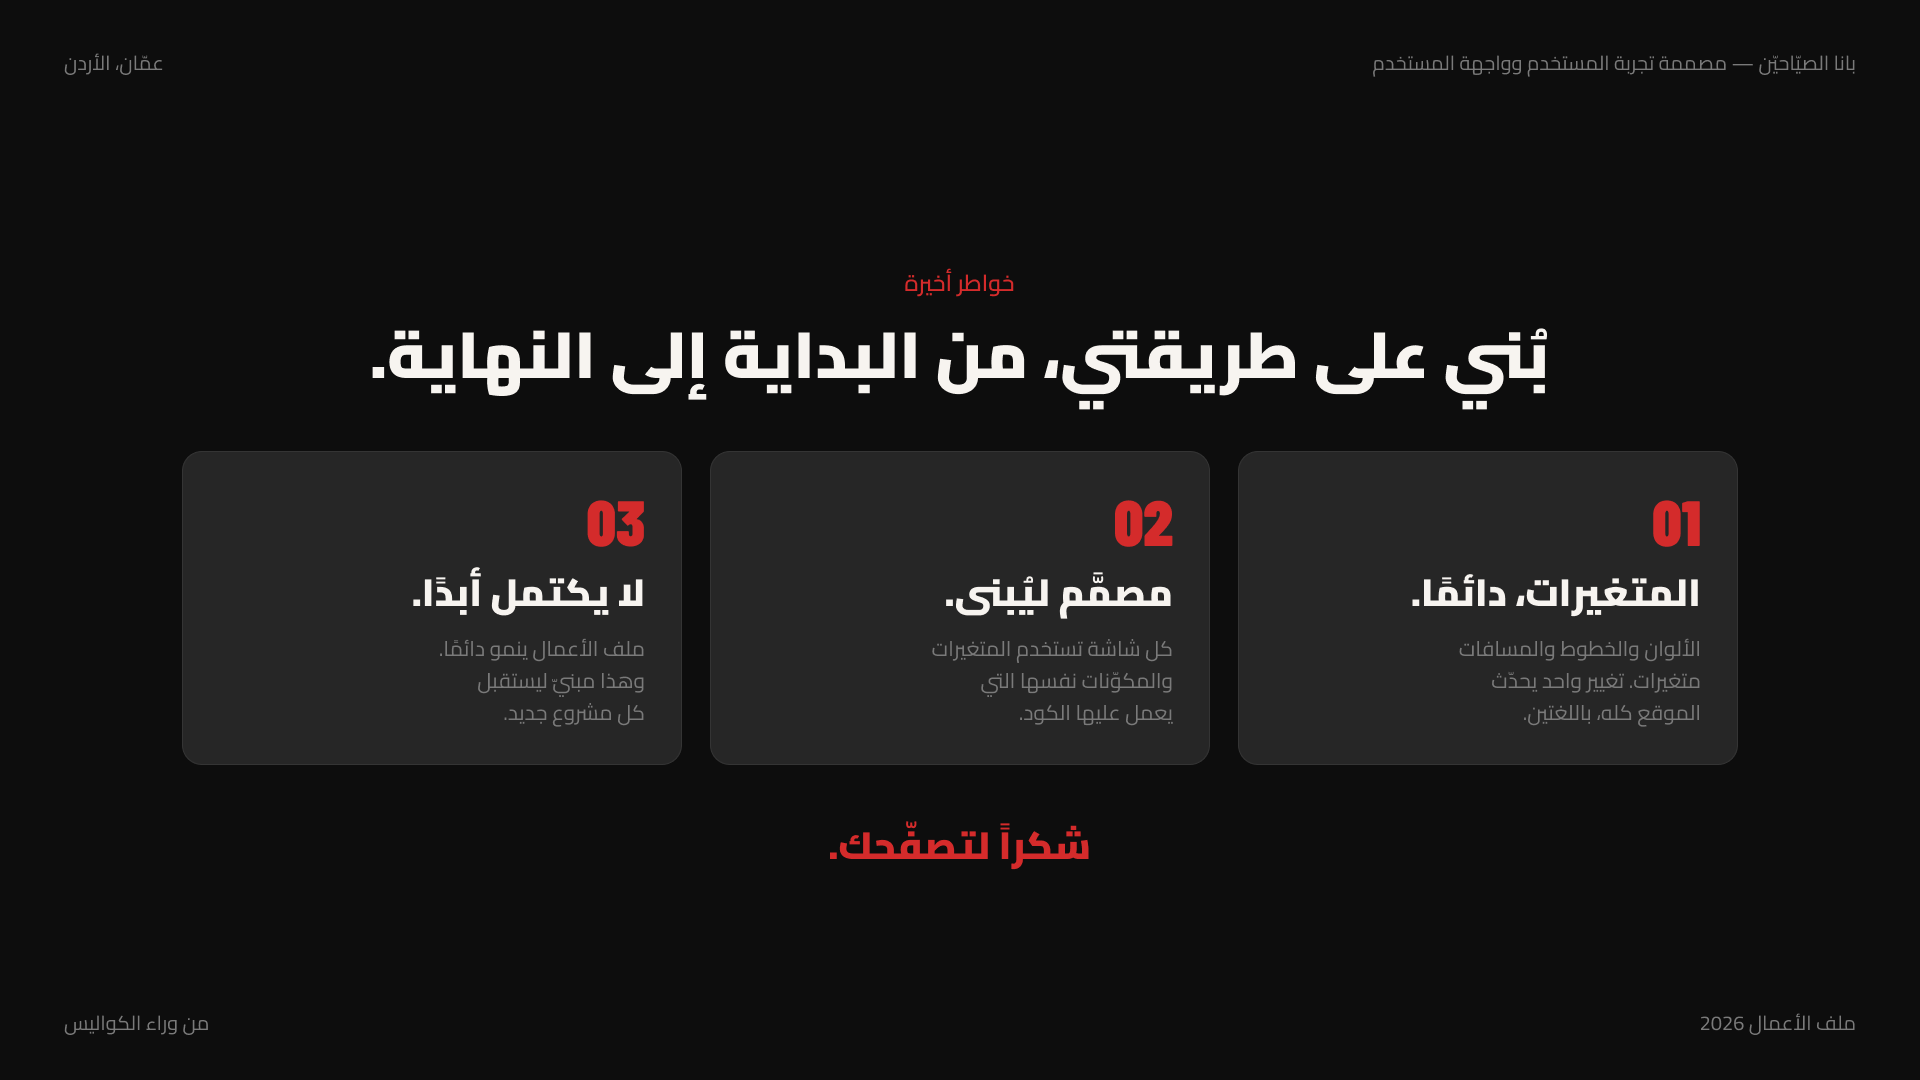 بانا الصيّاحيّن — مصممة تجربة المستخدم وواجهة المستخدم
عمّان، الأردن
خواطر أخيرة
بُني على طريقتي، من البداية إلى النهاية.
01
المتغيرات، دائمًا.
الألوان والخطوط والمسافات
متغيرات. تغيير واحد يحدّث
الموقع كله، باللغتين.
02
مصمَّم ليُبنى.
كل شاشة تستخدم المتغيرات
والمكوّنات نفسها التي
يعمل عليها الكود.
03
لا يكتمل أبدًا.
ملف الأعمال ينمو دائمًا.
وهذا مبنيّ ليستقبل
كل مشروع جديد.
شكراً لتصفّحك.
ملف الأعمال 2026
من وراء الكواليس